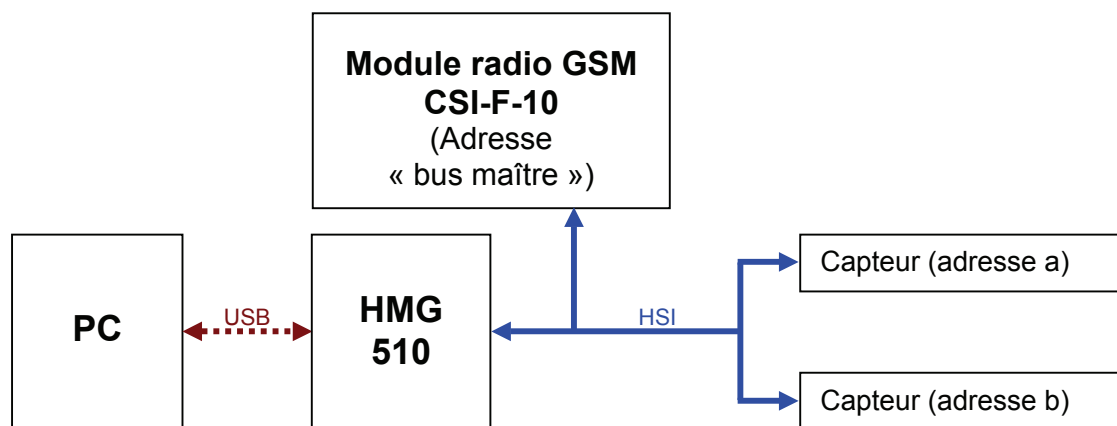 Module radio GSM
CSI-F-10
(Adresse
« bus maître »)
PC
USB
HMG
510
HSI
Capteur (adresse a)
Capteur (adresse b)